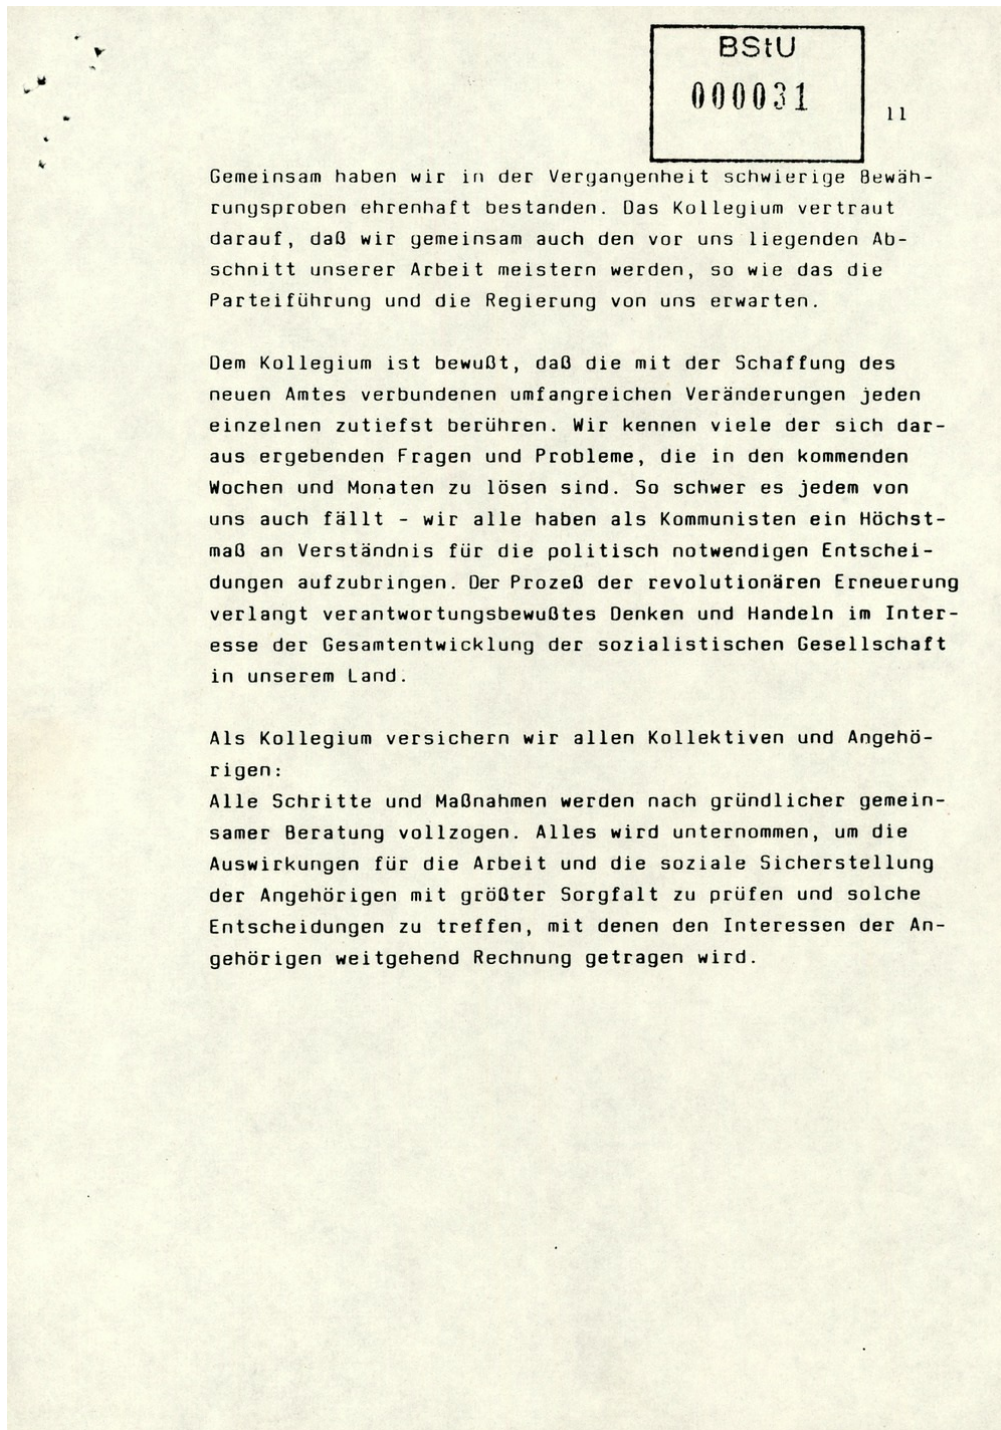 BStU
000031
11
Gemeinsam haben wir in der Vergangenheit schwierige Bewäh-
rungsproben ehrenhaft bestanden. Das Kollegium vertraut
darauf, daß wir gemeinsam auch den vor uns liegenden Ab-
schnitt unserer Arbeit meistern werden, so wie das die
Parteiführung und die Regierung von uns erwarten.
Dem Kollegium ist bewußt, daß die mit der Schaffung des
neuen Amtes verbundenen umfangreichen Veränderungen jeden
einzelnen zutiefst berühren. Wir kennen viele der sich dar-
aus ergebenden Fragen und Probleme, die in den kommenden
Wochen und Monaten zu lösen sind. So schwer es jedem von
uns auch fällt - wir alle haben als Kommunisten ein Höchst-
maß an Verständnis für die politisch notwendigen Entschei-
dungen aufzubringen. Der Prozeß der revolutionären Erneuerung
verlangt verantwortungsbewußtes Denken und Handeln im Inter-
esse der Gesamtentwicklung der sozialistischen Gesellschaft
in unserem Land.
Als Kollegium versichern wir allen Kollektiven und Angehö-
rigen:
Alle Schritte und Maßnahmen werden nach gründlicher gemein-
samer Beratung vollzogen. Alles wird unternommen, um die
Auswirkungen für die Arbeit und die soziale Sicherstellung
der Angehörigen mit größter Sorgfalt zu prüfen und solche
Entscheidungen zu treffen, mit denen den Interessen der An-
gehörigen weitgehend Rechnung getragen wird.